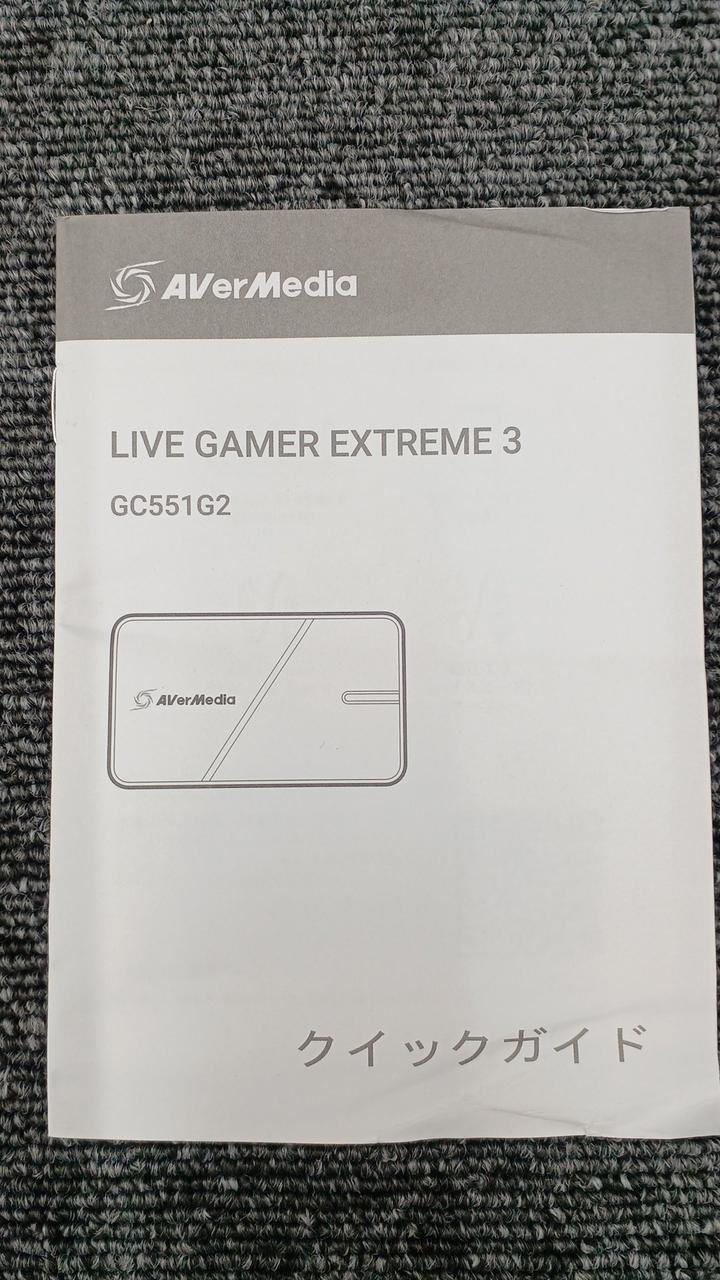 AVerMedia
LIVE GAMER EXTREME 3
GC551G2
AVerMedia
クイックガイド